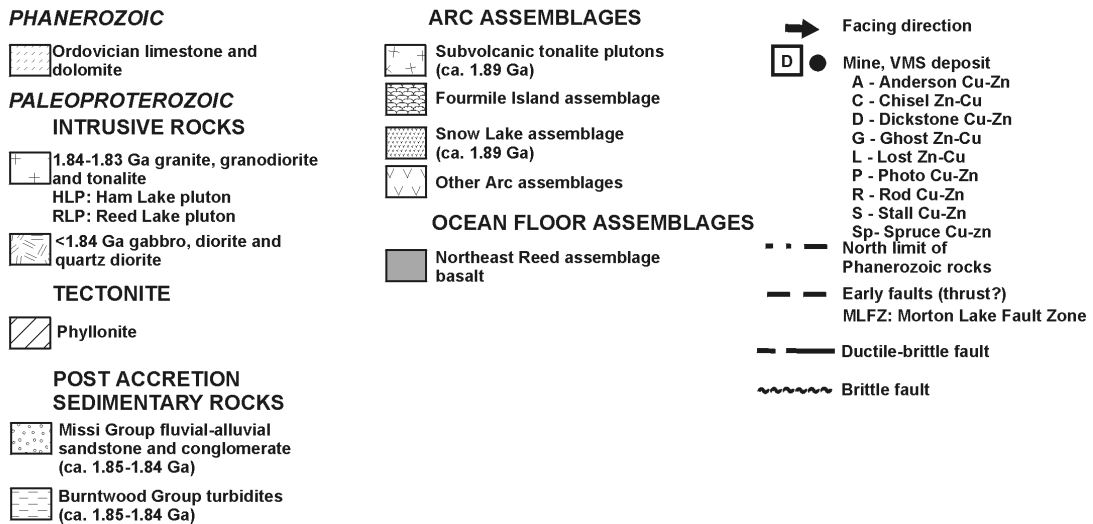 PHANEROZOIC
Ordovician limestone and
dolomite
PALEOPROTEROZOIC
INTRUSIVE ROCKS
1.84-1.83 Ga granite, granodiorite
and tonalite
HLP: Ham Lake pluton
RLP: Reed Lake pluton
<1.84 Ga gabbro, diorite and
quartz diorite
TECTONITE
Phyllonite
POST ACCRETION
SEDIMENTARY ROCKS
Missi Group fluvial-alluvial
sandstone and conglomerate
(ca. 1.85-1.84 Ga)
Burntwood Group turbidites
(ca. 1.85-1.84 Ga)
ARC ASSEMBLAGES
Subvolcanic tonalite plutons
(ca. 1.89 Ga)
Fourmile Island assemblage
Snow Lake assemblage
(ca. 1.89 Ga)
Other Arc assemblages
OCEAN FLOOR ASSEMBLAGES
Northeast Reed assemblage
basalt
Facing direction
D
Mine, VMS deposit
A - Anderson Cu-Zn
C - Chisel Zn-Cu
D - Dickstone Cu-Zn
G - Ghost Zn-Cu
L - Lost Zn-Cu
P - Photo Cu-Zn
R - Rod Cu-Zn
S - Stall Cu-Zn
Sp- Spruce Cu-zn
North limit of
Phanerozoic rocks
Early faults (thrust?)
MLFZ: Morton Lake Fault Zone
Ductile-brittle fault
Brittle fault